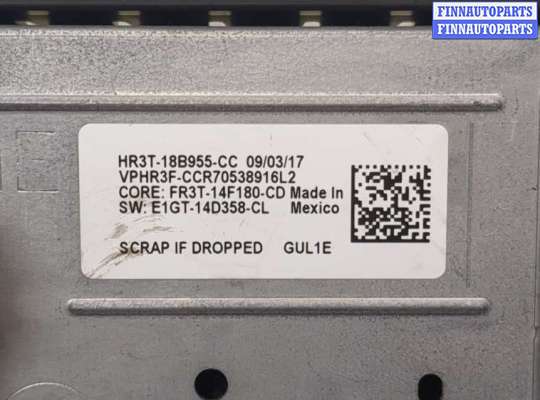 FINNAUTOPARTS
FINNAUTOPARTS
HR3T-18B955-CC 09/03/17
VPHR3F-CCR70538916L2
CORE: FR3T-14F180-CD Made In
SW: E1GT-14D358-CL Mexico
SCRAP IF DROPPED GUL1E